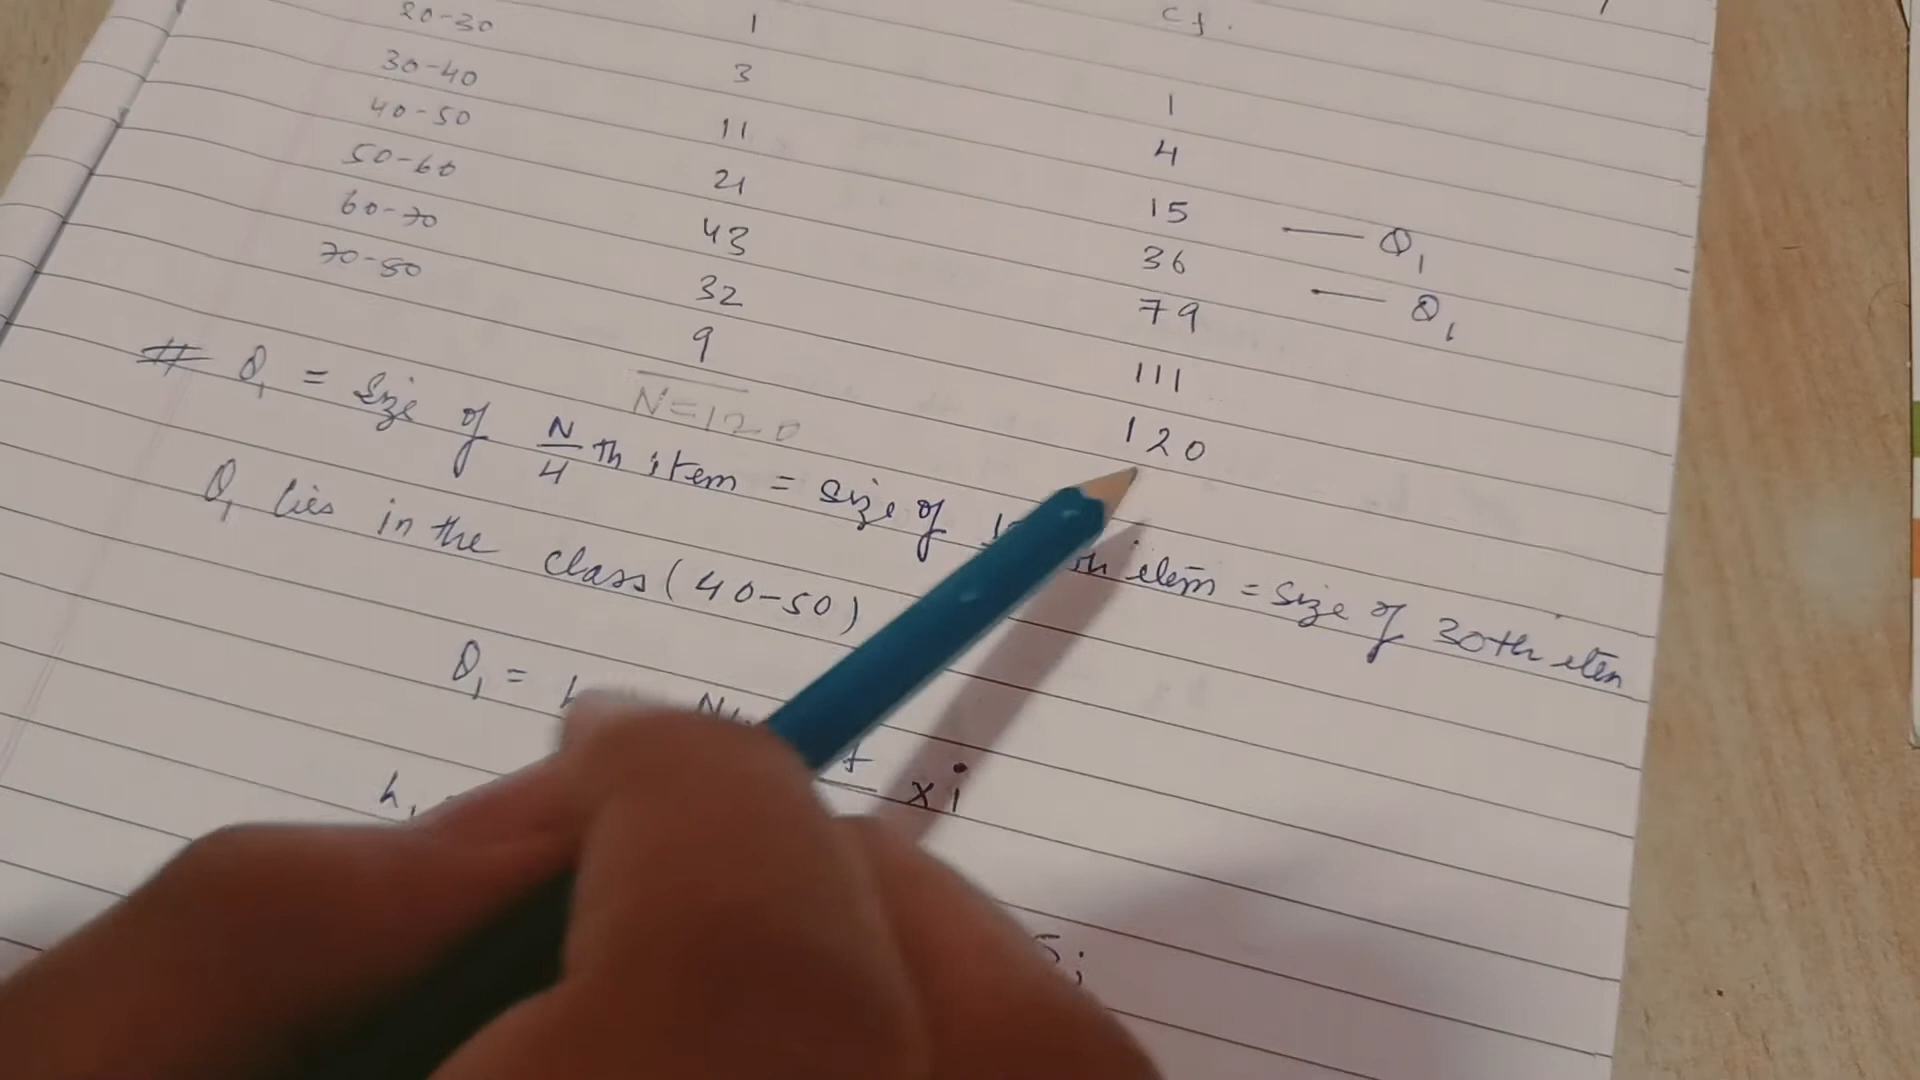 cf.
1 1
20-30 3 4
30-40 11 15 — Q1
40-50 21 36 — Q1
50-60 43 79
60-70 32 111
70-80 9 120
N=120
# Q1 = Size of N/4 th item = Size of item = Size of 30th item
Q1 lies in the class (40-50)
Q1 = × i